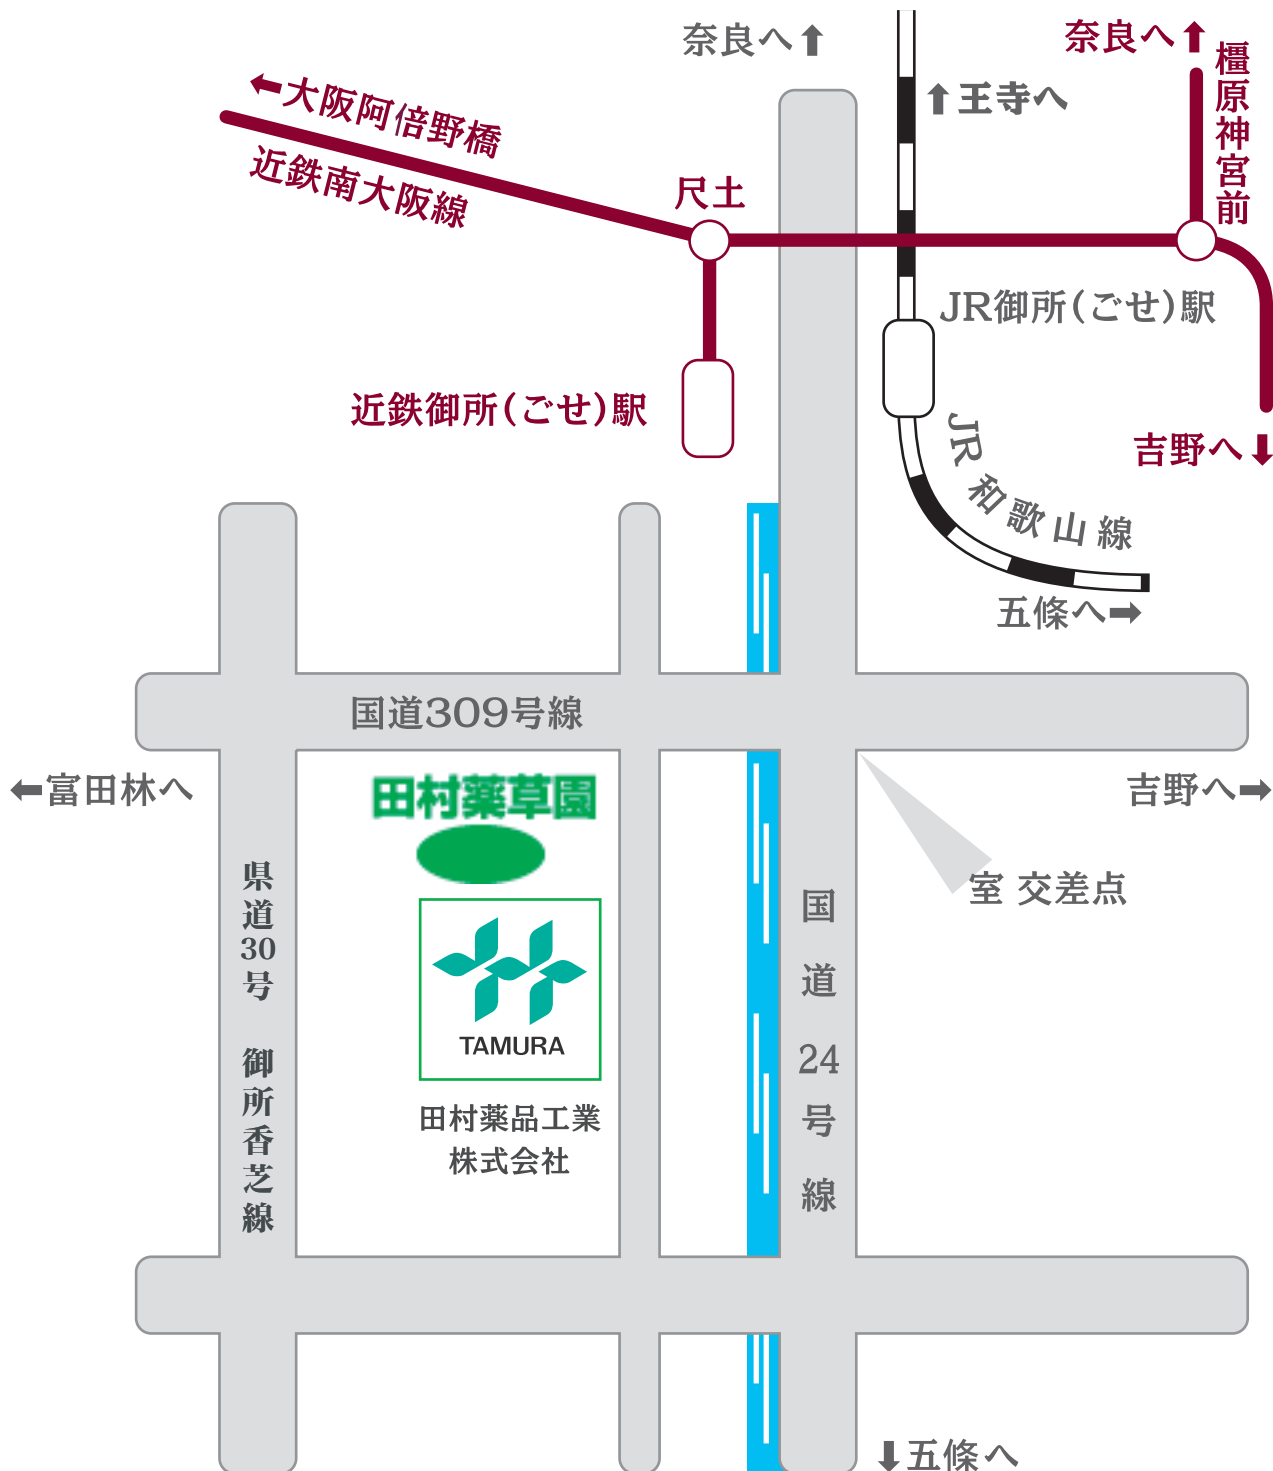 奈良へ⬆
奈良へ⬆
橿原神宮前
⬆王寺へ
⬅大阪阿倍野橋
近鉄南大阪線
尺土
JR御所(ごせ)駅
近鉄御所(ごせ)駅
吉野へ⬇
JR 和歌山線
五條へ➡
国道309号線
⬅富田林へ
吉野へ➡
田村薬草園
室 交差点
県道30号 御所香芝線
国道24号線
TAMURA
田村薬品工業
株式会社
⬇五條へ